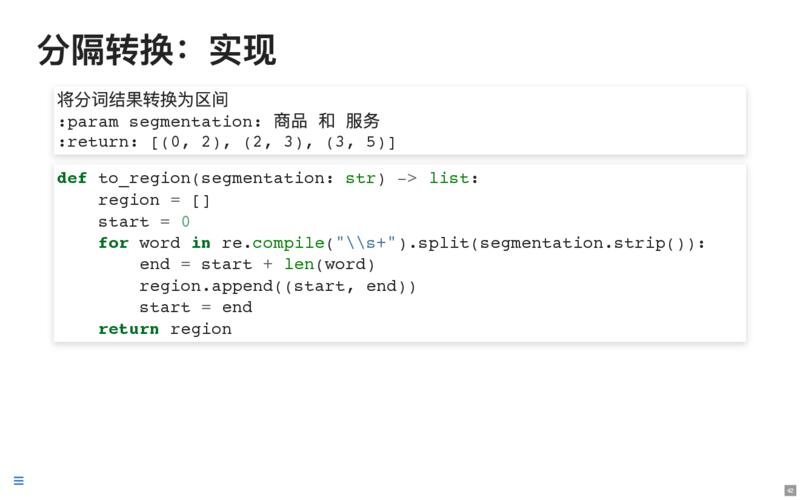 分隔转换：实现
将分词结果转换为区间
:param segmentation: 商品 和 服务
:return: [(0, 2), (2, 3), (3, 5)]
def to_region(segmentation: str) -> list:
    region = []
    start = 0
    for word in re.compile("\\s+").split(segmentation.strip()):
        end = start + len(word)
        region.append((start, end))
        start = end
    return region
42